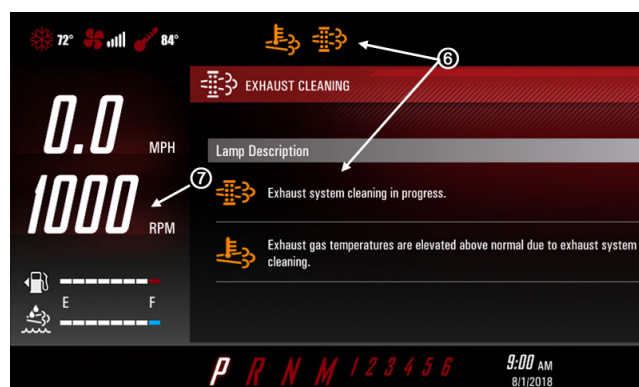 72° 84°
⑥
EXHAUST CLEANING
0.0 MPH
Lamp Description
⑦
Exhaust system cleaning in progress.
1000 RPM
Exhaust gas temperatures are elevated above normal due to exhaust system
cleaning.
E F
P R N M 1 2 3 4 5 6
9:00 AM
8/1/2018